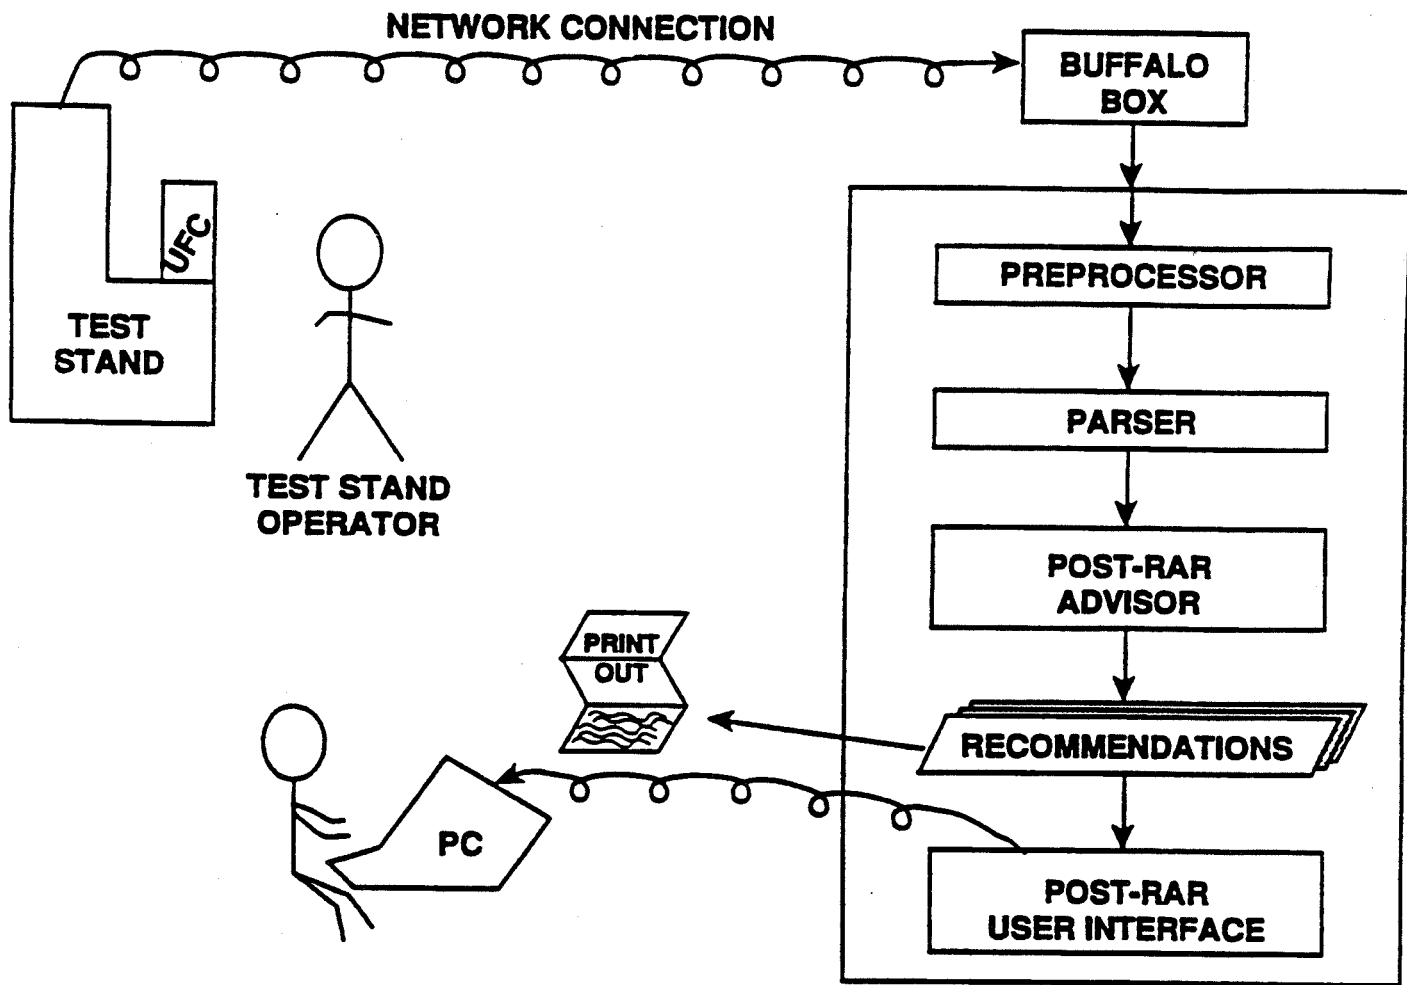 NETWORK CONNECTION
BUFFALO
BOX
UFC
TEST
STAND
TEST STAND
OPERATOR
PREPROCESSOR
PARSER
POST-RAR
ADVISOR
RECOMMENDATIONS
PRINT
OUT
PC
POST-RAR
USER INTERFACE